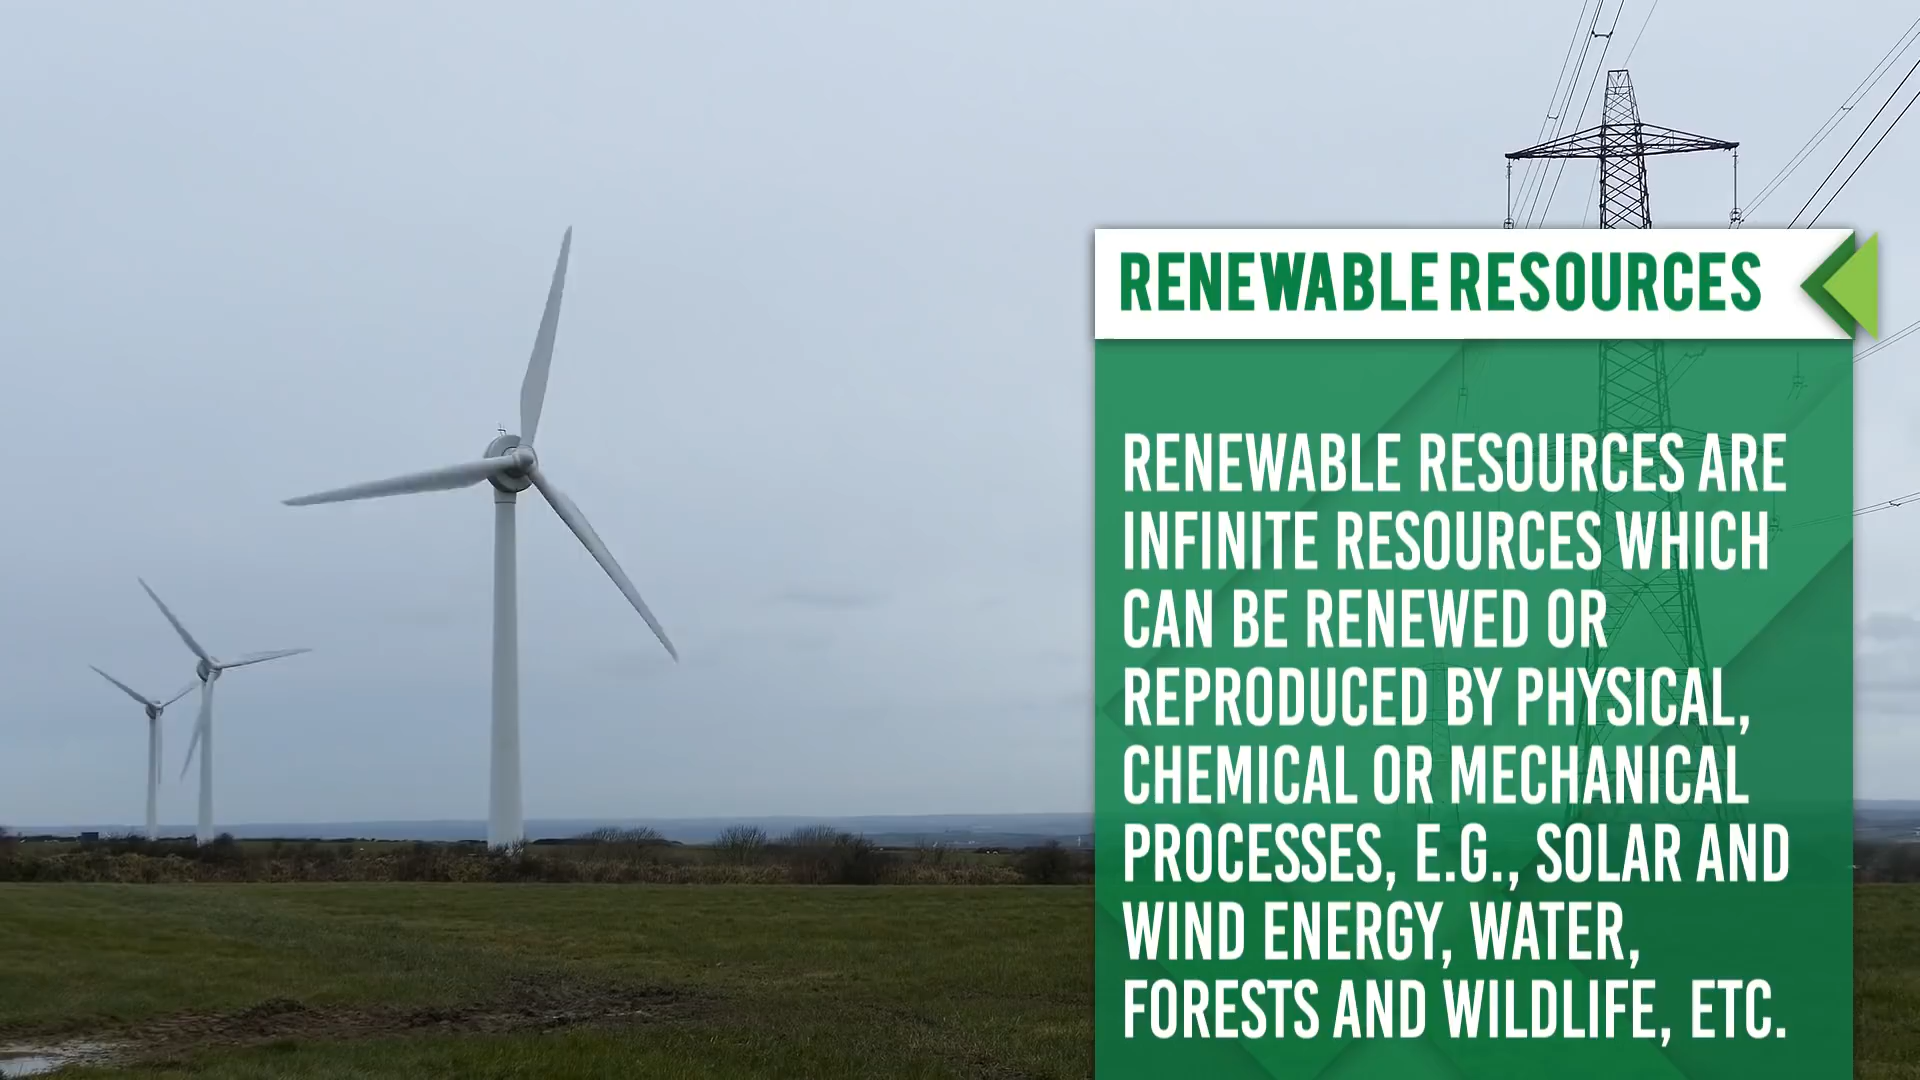 RENEWABLE RESOURCES
RENEWABLE RESOURCES ARE
INFINITE RESOURCES WHICH
CAN BE RENEWED OR
REPRODUCED BY PHYSICAL,
CHEMICAL OR MECHANICAL
PROCESSES, E.G., SOLAR AND
WIND ENERGY, WATER,
FORESTS AND WILDLIFE, ETC.